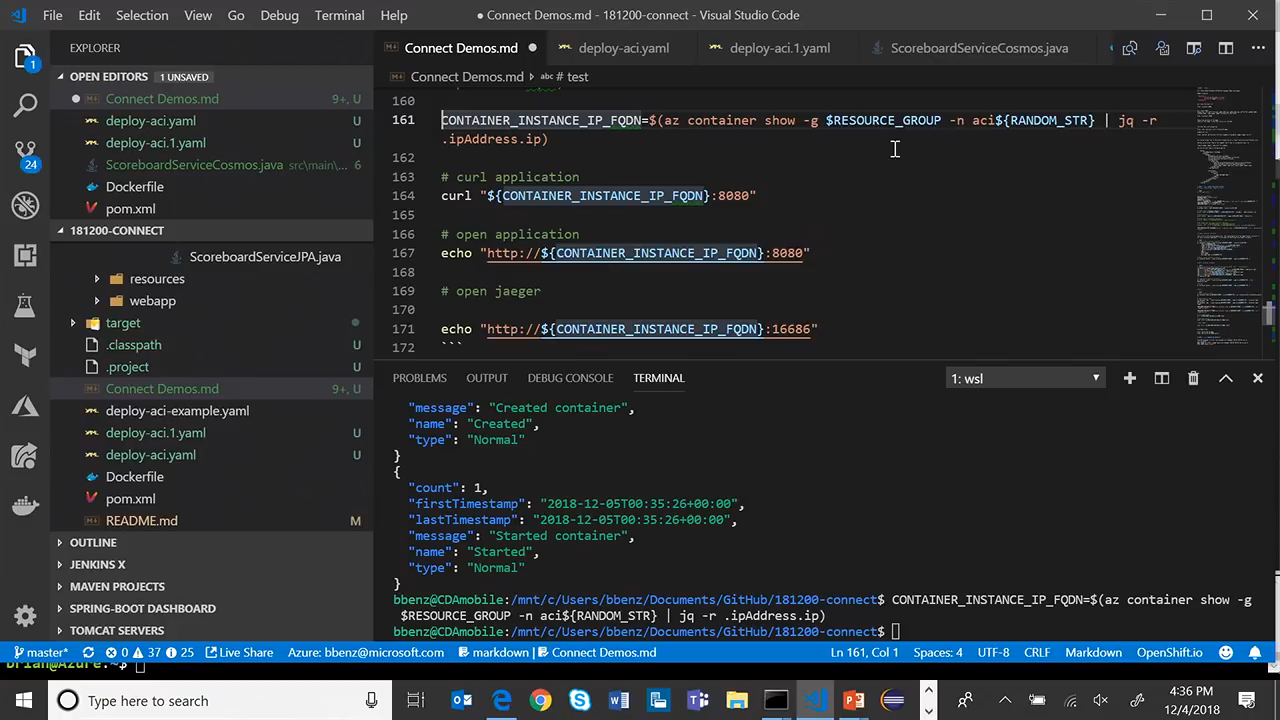 File Edit Selection View Go Debug Terminal Help ● Connect Demos.md - 181200-connect - Visual Studio Code
EXPLORER
1
OPEN EDITORS 1 UNSAVED
Connect Demos.md 9+, U
deploy-aci.yaml U
deploy-aci.1.yaml U
ScoreboardServiceCosmos.java src\main\... 
Dockerfile
pom.xml
24
181200-CONNECT
ScoreboardServiceJPA.java
resources
webapp
target
.classpath U
.project U
Connect Demos.md 9+, U
deploy-aci-example.yaml
deploy-aci.1.yaml U
deploy-aci.yaml U
Dockerfile
pom.xml
README.md M
OUTLINE
JENKINS X
MAVEN PROJECTS
SPRING-BOOT DASHBOARD
TOMCAT SERVERS
Connect Demos.md ● deploy-aci.yaml deploy-aci.1.yaml ScoreboardServiceCosmos.java
Connect Demos.md › abc # test
160
161 CONTAINER_INSTANCE_IP_FQDN=$(az container show -g $RESOURCE_GROUP -n aci${RANDOM_STR} | jq -r
.ipAddress.ip)
162
163 # curl application
164 curl "${CONTAINER_INSTANCE_IP_FQDN}:8080"
165
166 # open application
167 echo "http://${CONTAINER_INSTANCE_IP_FQDN}:8080"
168
169 # open jaeger
170
171 echo "http://${CONTAINER_INSTANCE_IP_FQDN}:16686"
172 ```
PROBLEMS OUTPUT DEBUG CONSOLE TERMINAL 1: wsl
"message": "Created container",
"name": "Created",
"type": "Normal"
}
{
"count": 1,
"firstTimestamp": "2018-12-05T00:35:26+00:00",
"lastTimestamp": "2018-12-05T00:35:26+00:00",
"message": "Started container",
"name": "Started",
"type": "Normal"
}
bbenz@CDAmobile:/mnt/c/Users/bbenz/Documents/GitHub/181200-connect$ CONTAINER_INSTANCE_IP_FQDN=$(az container show -g
$RESOURCE_GROUP -n aci${RANDOM_STR} | jq -r .ipAddress.ip)
bbenz@CDAmobile:/mnt/c/Users/bbenz/Documents/GitHub/181200-connect$
master* 0 37 25 Live Share Azure: bbenz@microsoft.com markdown | Connect Demos.md Ln 161, Col 1 Spaces: 4 UTF-8 CRLF Markdown OpenShift.io
brian@Azure:~$
Type here to search
4:36 PM
12/4/2018